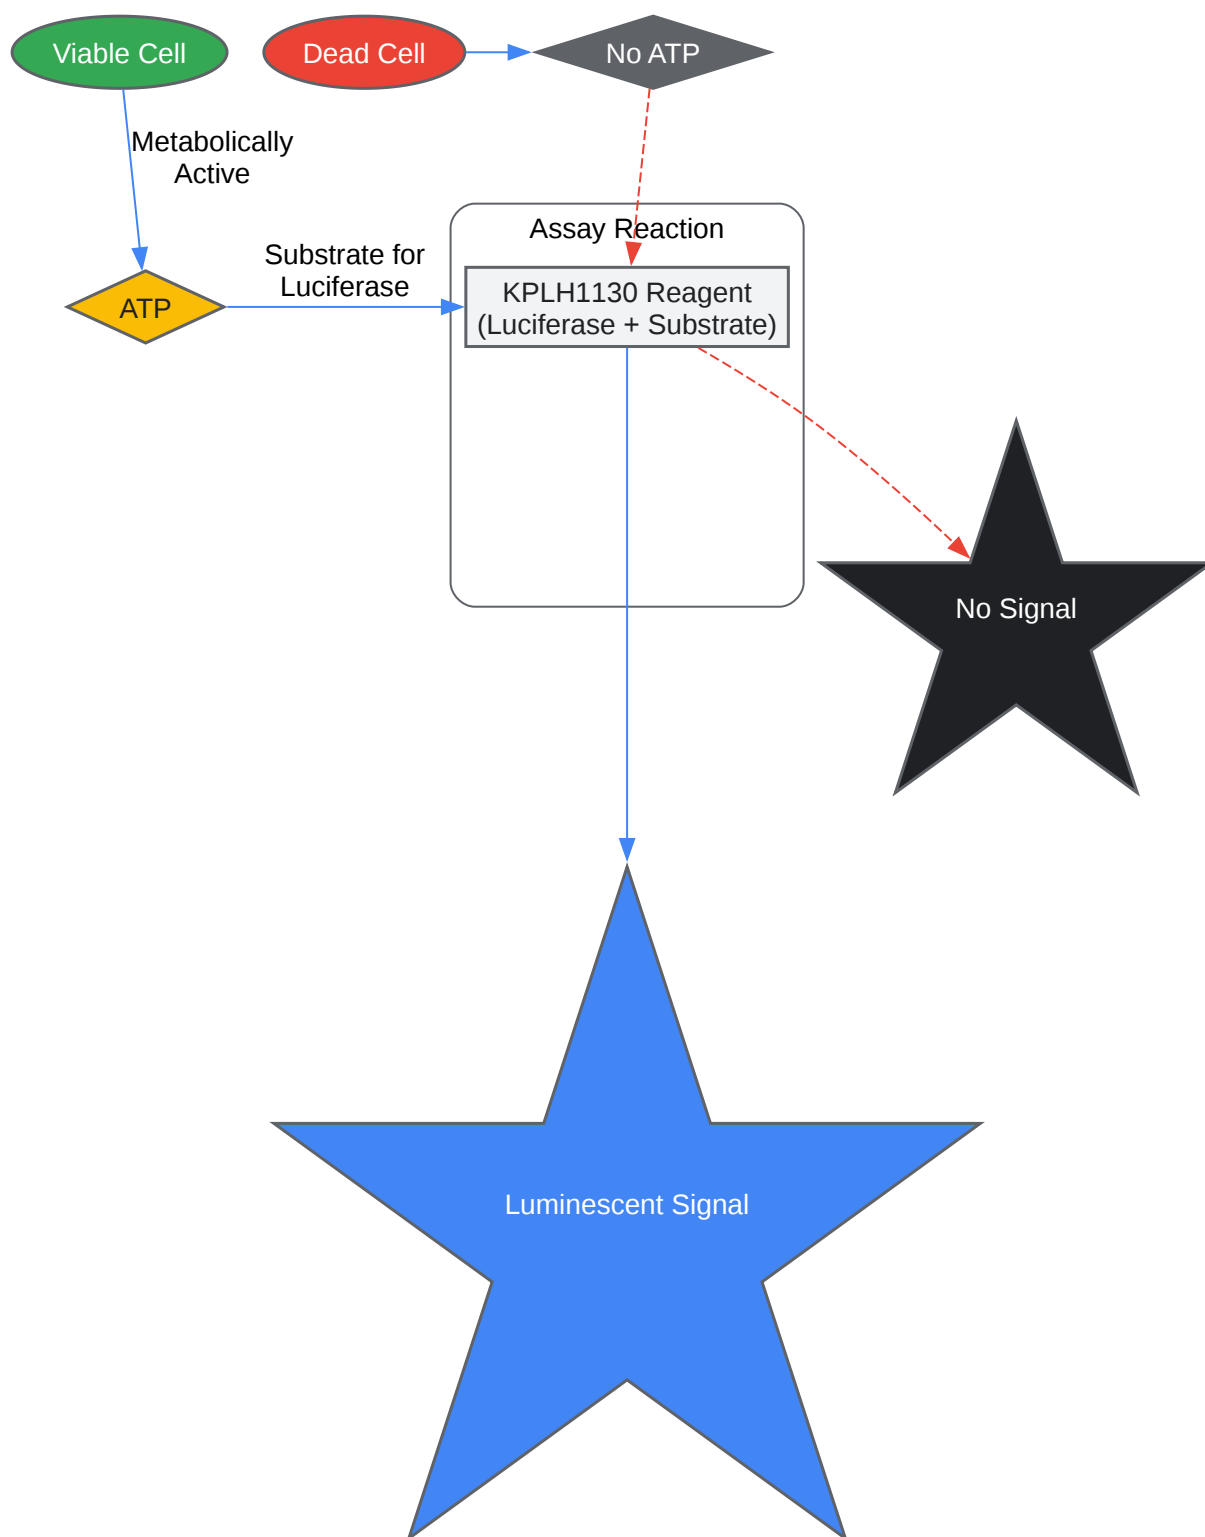 Viable Cell
Dead Cell
No ATP
Metabolically
Active
Assay Reaction
Substrate for
Luciferase
ATP
KPLH1130 Reagent
(Luciferase + Substrate)
No Signal
Luminescent Signal